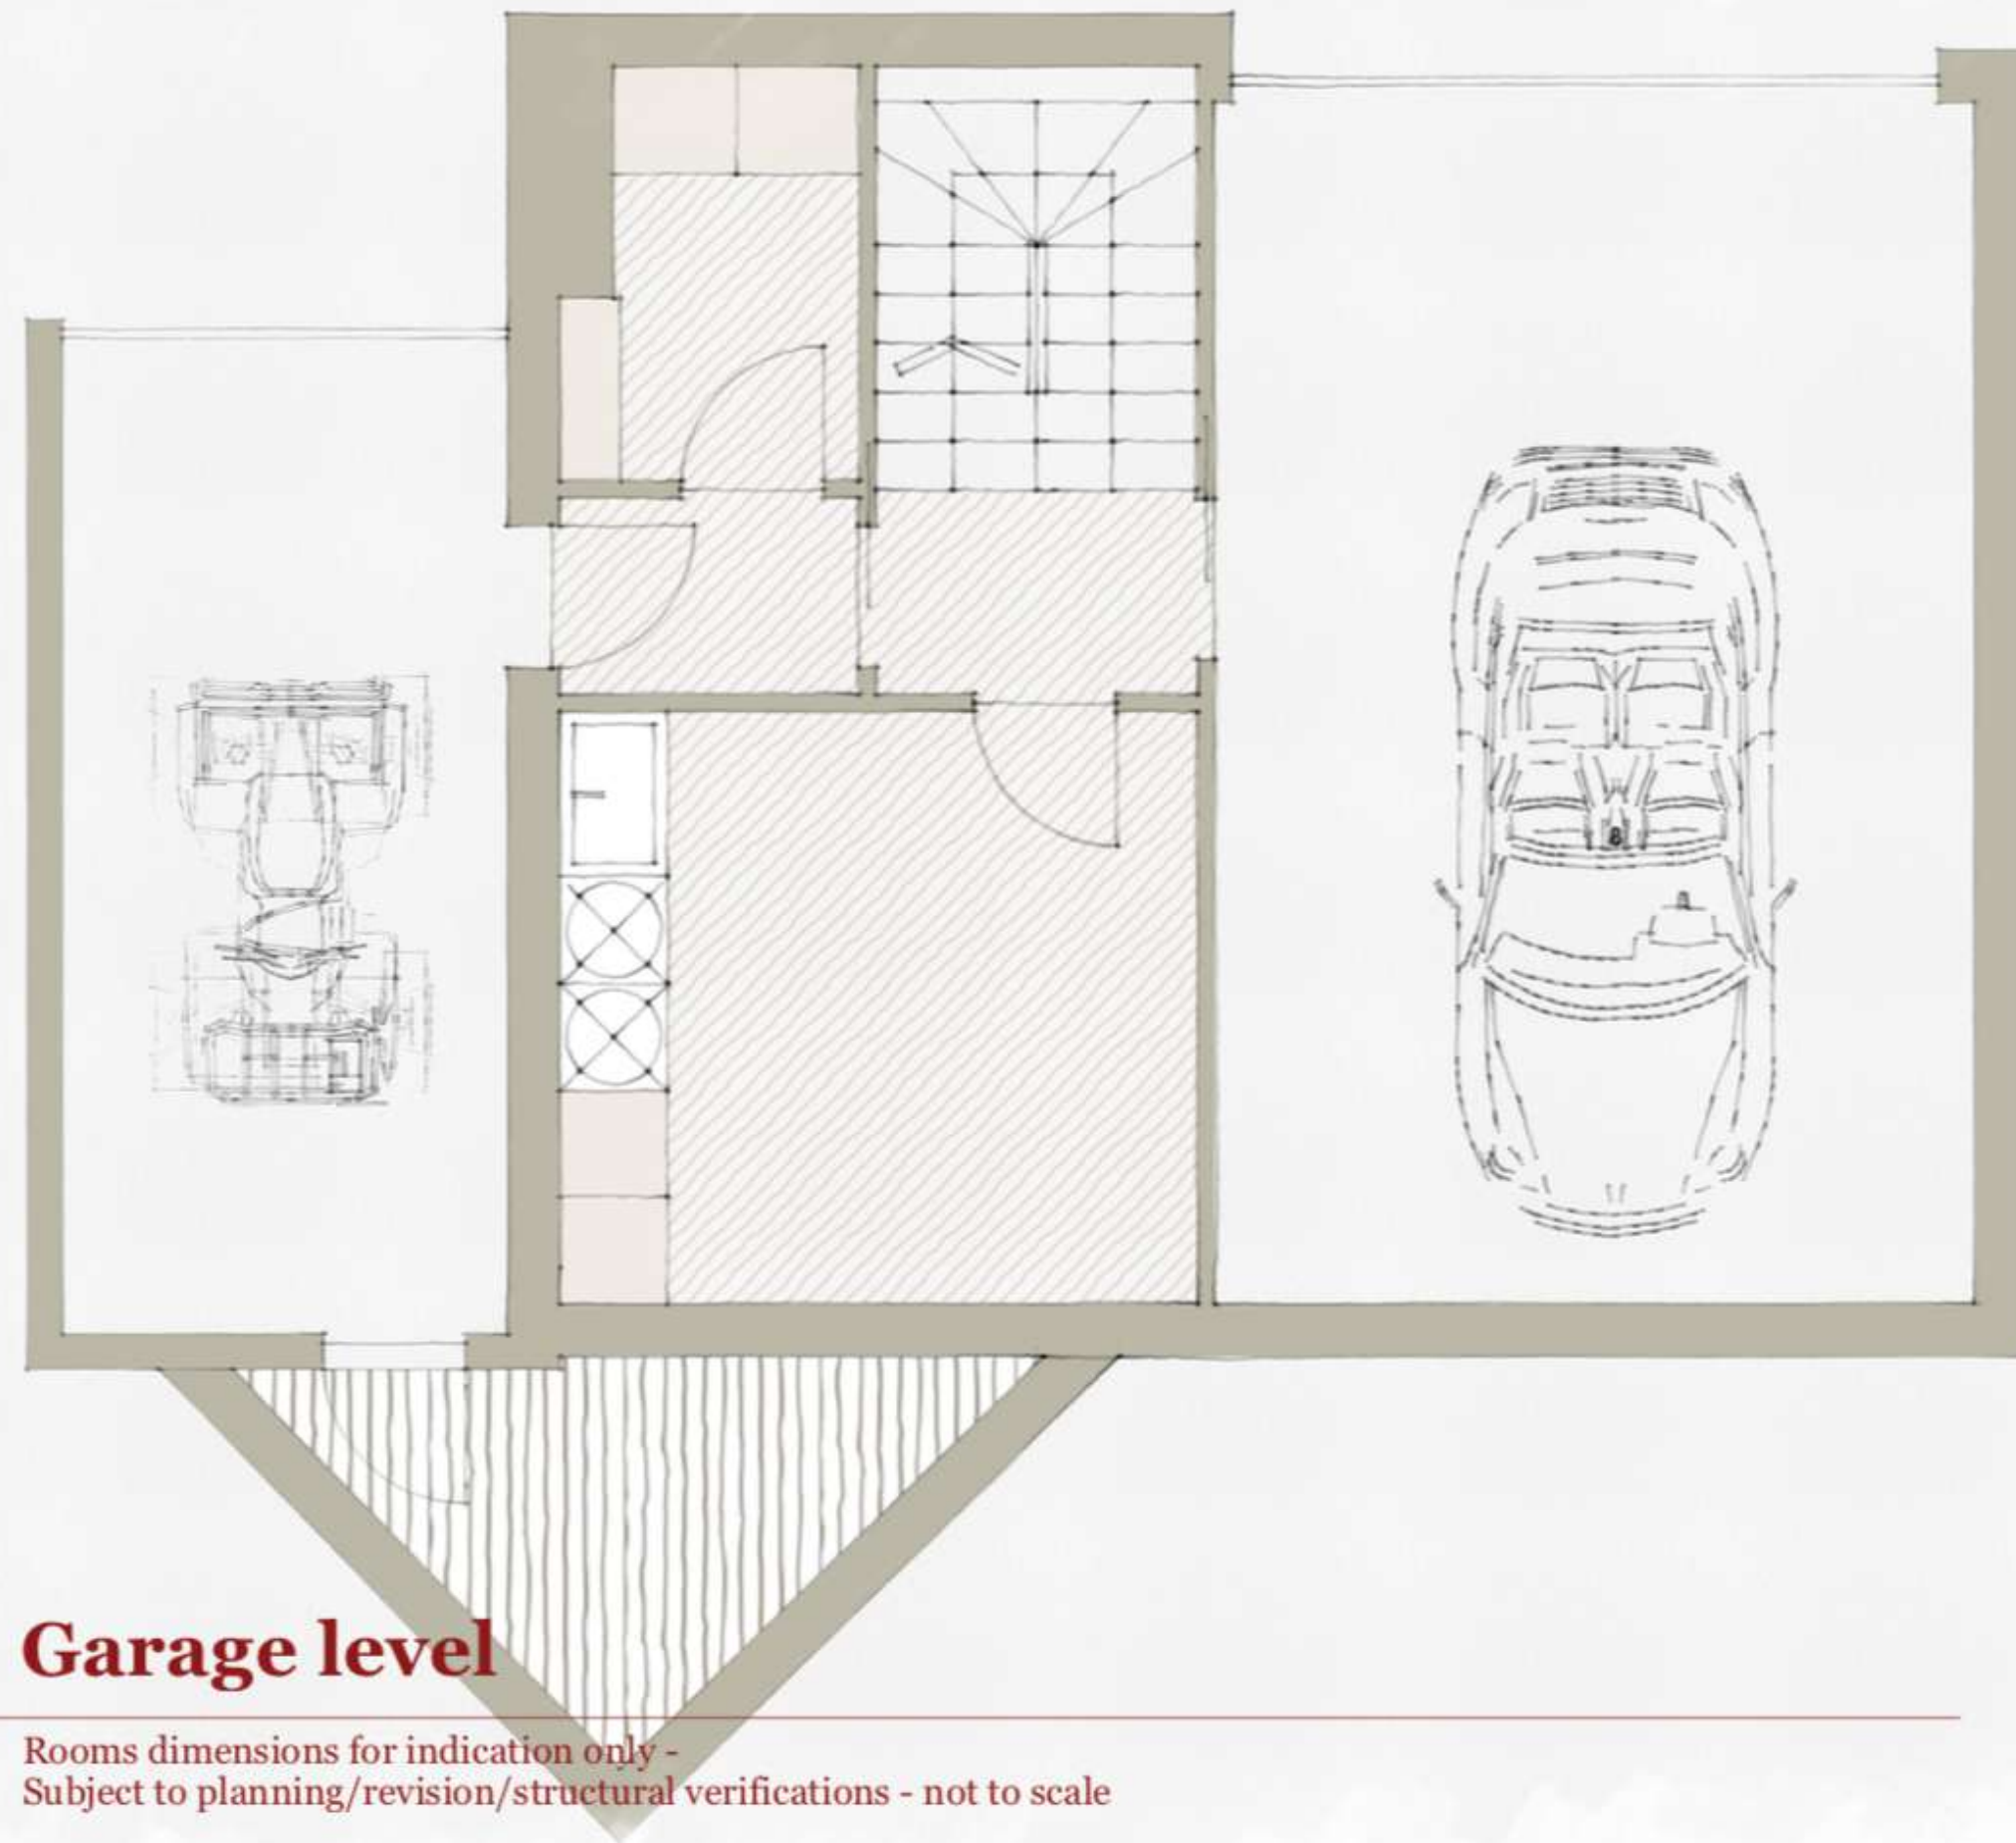 Garage level
Rooms dimensions for indication only -
Subject to planning/revision/structural verifications - not to scale